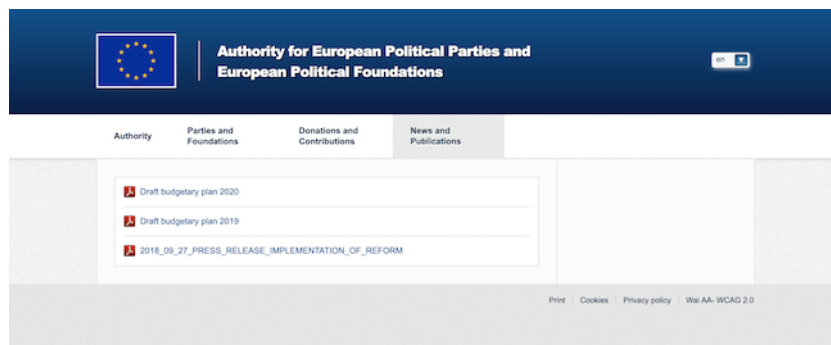 Authority for European Political Parties and
European Political Foundations
en
Authority
Parties and
Foundations
Donations and
Contributions
News and
Publications
Draft budgetary plan 2020
Draft budgetary plan 2019
2018_09_27_PRESS_RELEASE_IMPLEMENTATION_OF_REFORM
Print
Cookies
Privacy policy
Wai AA- WCAG 2.0